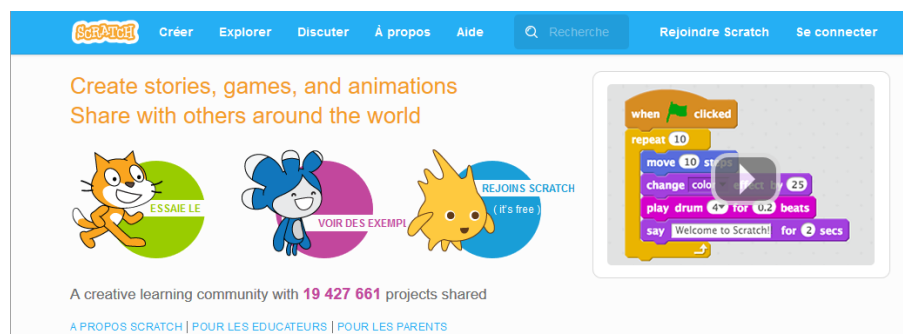 SCRATCH Créer Explorer Discuter À propos Aide Recherche Rejoindre Scratch Se connecter
Create stories, games, and animations
Share with others around the world
ESSAIE LE
VOIR DES EXEMPL
REJOINS SCRATCH
( it's free )
when clicked
repeat 10
move 10 steps
change color effect by 25
play drum 4 for 0.2 beats
say Welcome to Scratch! for 2 secs
A creative learning community with 19 427 661 projects shared
A PROPOS SCRATCH | POUR LES EDUCATEURS | POUR LES PARENTS